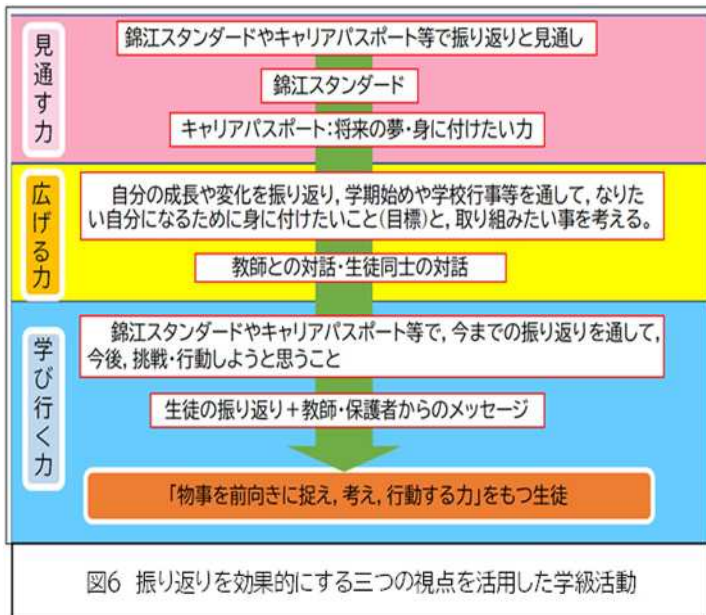 見通す力
錦江スタンダードやキャリアパスポート等で振り返りと見通し
錦江スタンダード
キャリアパスポート:将来の夢・身に付けたい力
広げる力
自分の成長や変化を振り返り,学期始めや学校行事等を通して,なりた
い自分になるために身に付けたいこと(目標)と,取り組みたい事を考える。
教師との対話・生徒同士の対話
学び行く力
錦江スタンダードやキャリアパスポート等で,今までの振り返りを通して,
今後,挑戦・行動しようと思うこと
生徒の振り返り+教師・保護者からのメッセージ
「物事を前向きに捉え,考え,行動する力」をもつ生徒
図6 振り返りを効果的にする三つの視点を活用した学級活動